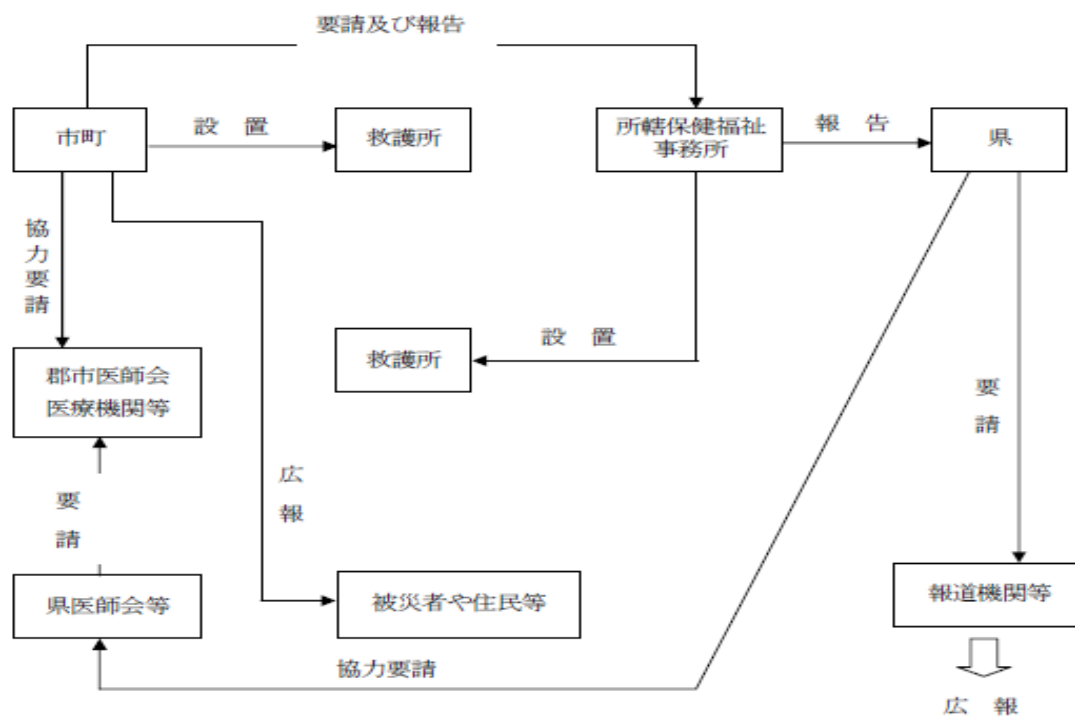 要請及び報告
市町
設　置
救護所
所轄保健福祉
事務所
報　告
県
協力要請
救護所
設　置
郡市医師会
医療機関等
要請
広報
要請
県医師会等
被災者や住民等
報道機関等
協力要請
広　報